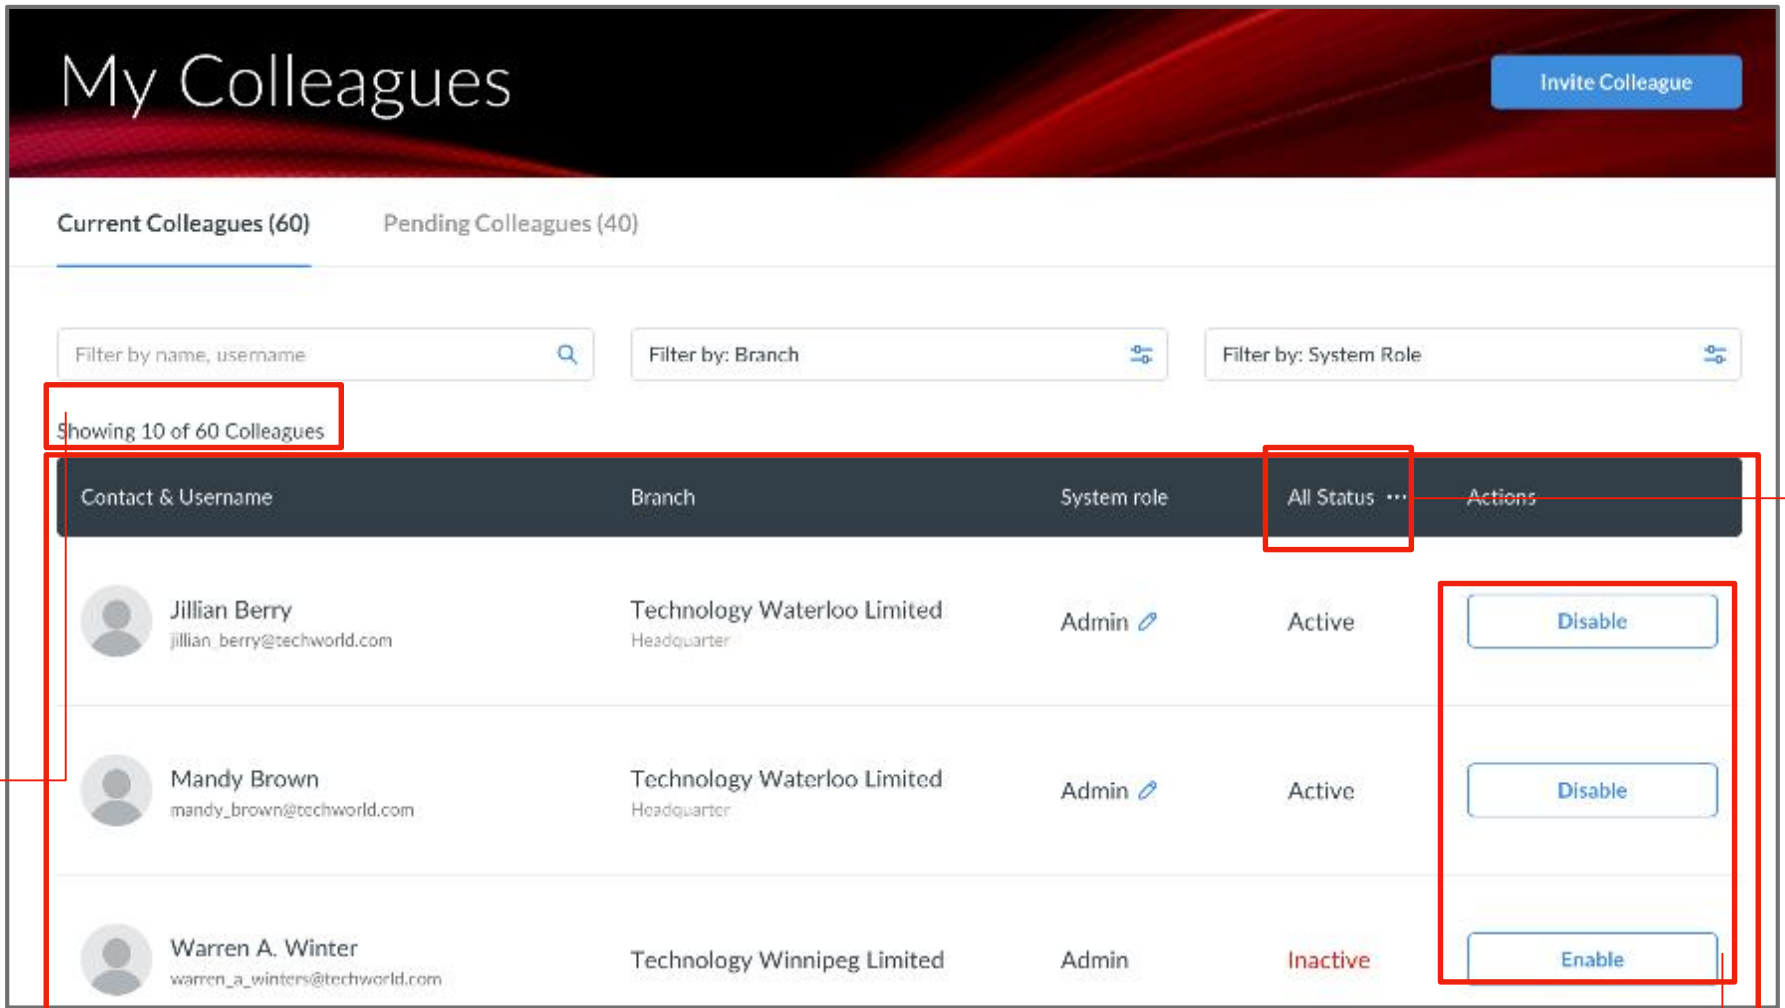 My Colleagues
Invite Colleague
Current Colleagues (60)
Pending Colleagues (40)
Filter by name, username
Filter by: Branch
Filter by: System Role
Showing 10 of 60 Colleagues
Contact & Username
Branch
System role
All Status ···
Actions
Jillian Berry
jillian_berry@techworld.com
Technology Waterloo Limited
Headquarter
Admin
Active
Disable
Mandy Brown
mandy_brown@techworld.com
Technology Waterloo Limited
Headquarter
Admin
Active
Disable
Warren A. Winter
warren_a_winters@techworld.com
Technology Winnipeg Limited
Admin
Inactive
Enable